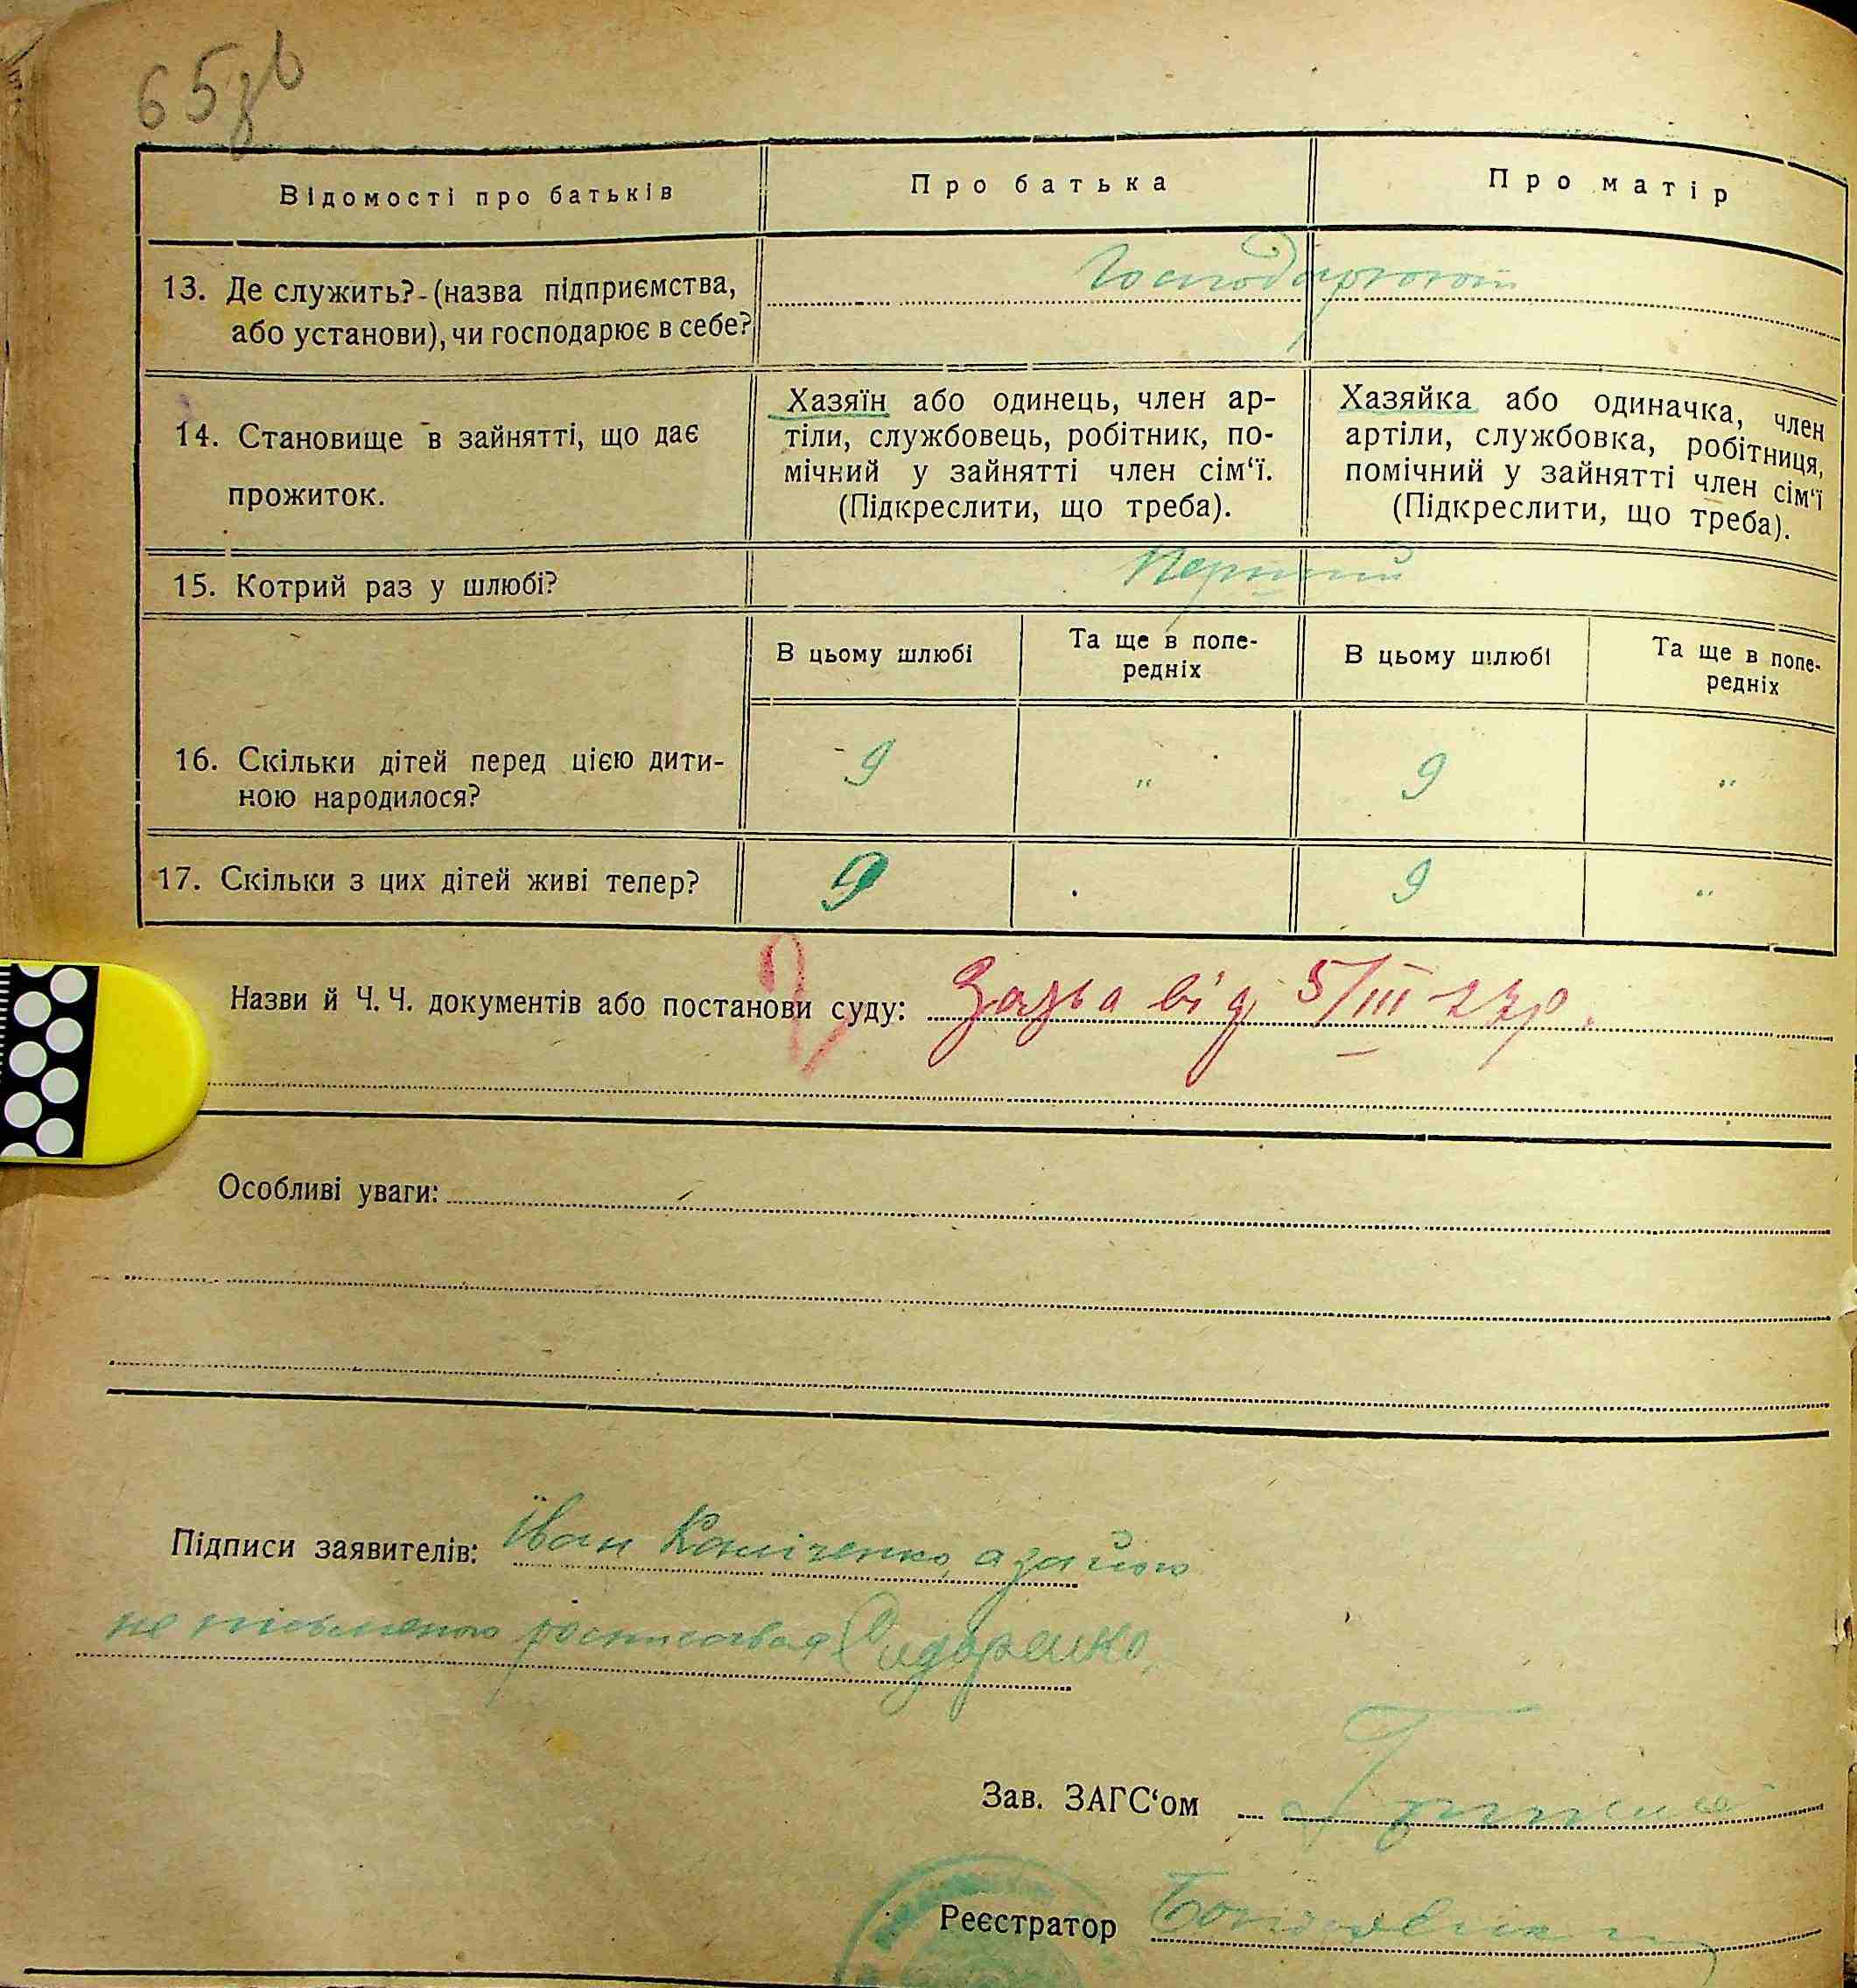 65зв
Відомості про батьків
Про батька
Про матір
13. Де служить? (назва підприємства,
або установи), чи господарює в себе?
Господарюють
14. Становище в зайнятті, що дає
прожиток.
Хазяїн або одинець, член ар-
тіли, службовець, робітник, по-
мічний у зайнятті член сім‘ї.
(Підкреслити, що треба).
Хазяйка або одиначка, член
артіли, службовка, робітниця,
помічний у зайнятті член сім‘ї
(Підкреслити, що треба).
15. Котрий раз у шлюбі?
Перший
В цьому шлюбі
Та ще в попе-
редніх
В цьому шлюбі
Та ще в попе-
редніх
16. Скільки дітей перед цією дити-
ною народилося?
9 " 9 "
17. Скільки з цих дітей живі тепер?
9 9 "
Назви й Ч. Ч. документів або постанови суду: Заява від 5/III
Особливі уваги:
Підписи заявителів: Іван а за його
не письменого росписався Сидоренко
Зав. ЗАГС‘ом
Реєстратор